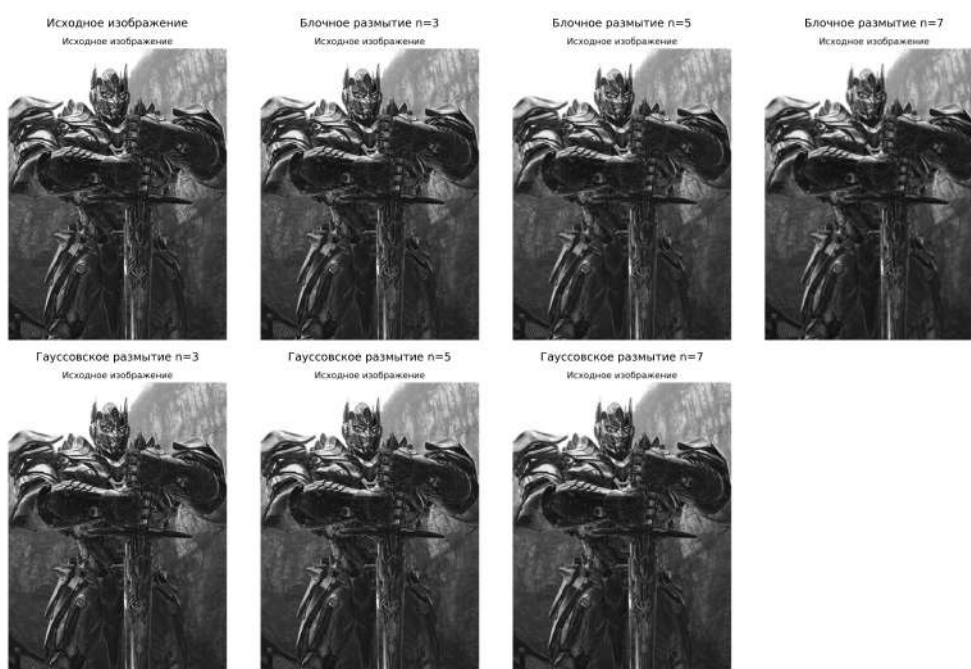 Исходное изображение
Исходное изображение
Блочное размытие n=3
Исходное изображение
Блочное размытие n=5
Исходное изображение
Блочное размытие n=7
Исходное изображение
Гауссовское размытие n=3
Исходное изображение
Гауссовское размытие n=5
Исходное изображение
Гауссовское размытие n=7
Исходное изображение